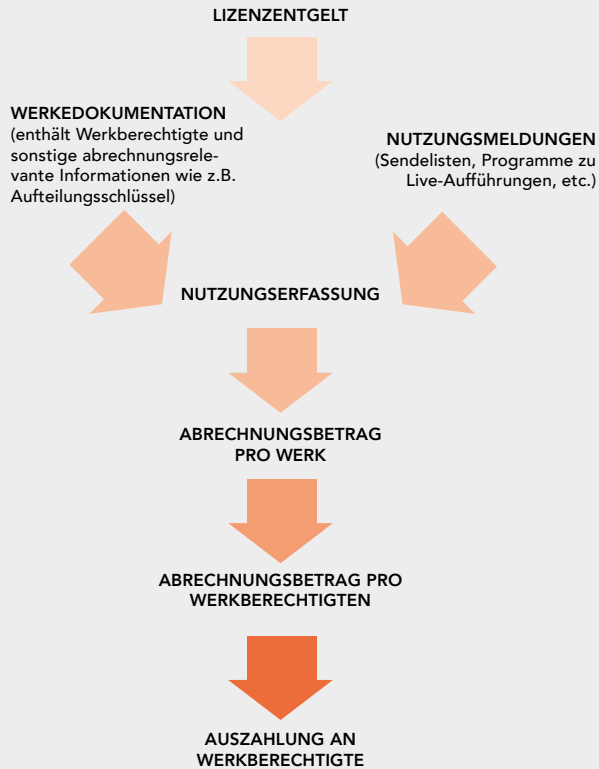 LIZENZENTGELT
WERKEDOKUMENTATION
(enthält Werkberechtigte und
sonstige abrechnungsrele-
vante Informationen wie z.B.
Aufteilungsschlüssel)
NUTZUNGSMELDUNGEN
(Sendelisten, Programme zu
Live-Aufführungen, etc.)
NUTZUNGSERFASSUNG
ABRECHNUNGSBETRAG
PRO WERK
ABRECHNUNGSBETRAG PRO
WERKBERECHTIGTEN
AUSZAHLUNG AN
WERKBERECHTIGTE